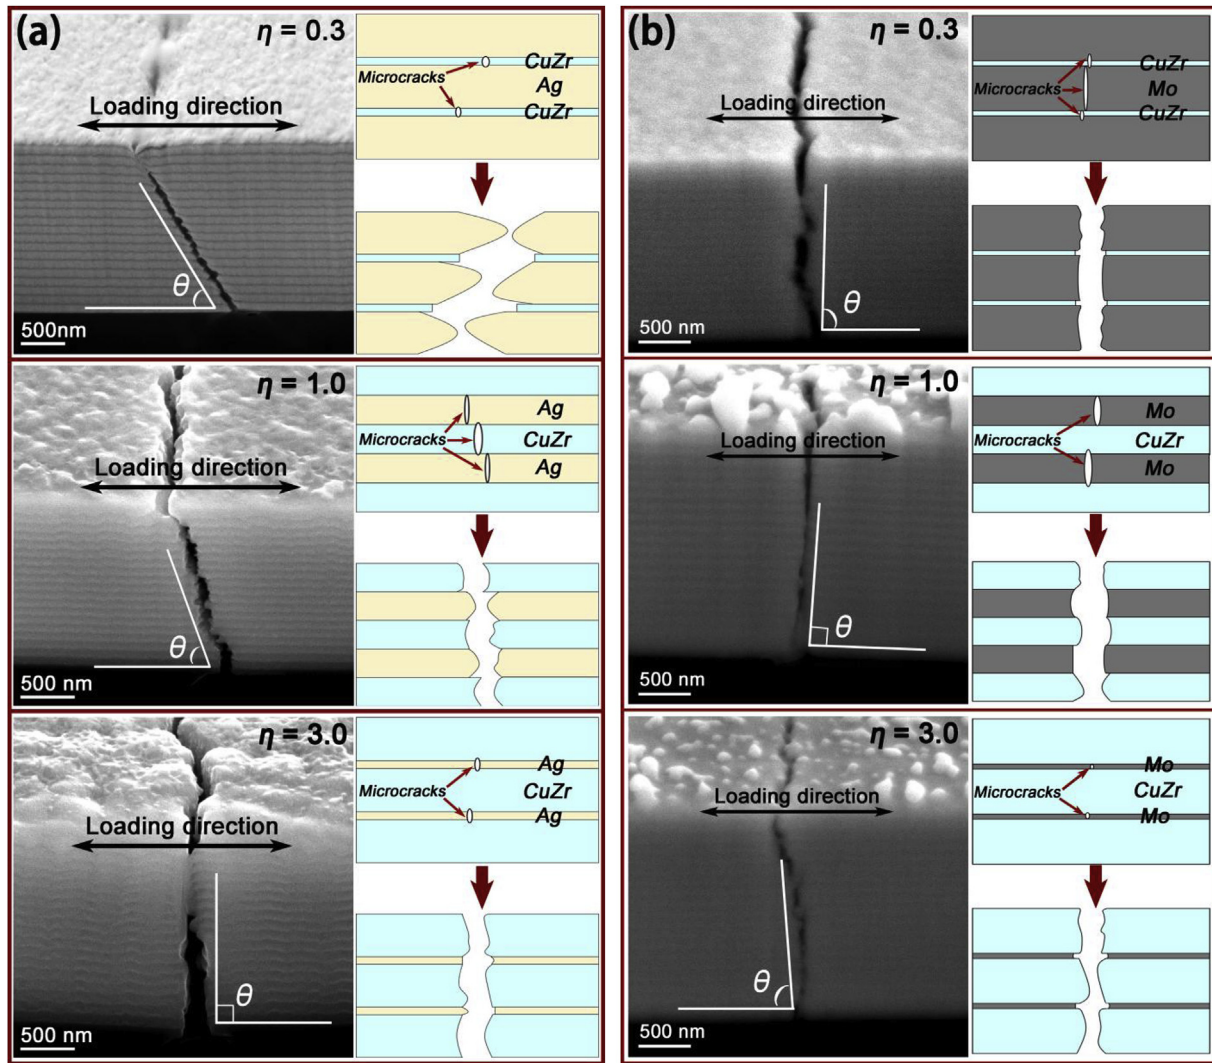 (a)
η = 0.3
Loading direction
θ
500nm
Microcracks
CuZr
Ag
CuZr
η = 1.0
Loading direction
θ
500 nm
Microcracks
Ag
CuZr
Ag
η = 3.0
Loading direction
θ
500 nm
Microcracks
Ag
CuZr
Ag
(b)
η = 0.3
Loading direction
θ
500 nm
Microcracks
CuZr
Mo
CuZr
η = 1.0
Loading direction
θ
500 nm
Microcracks
Mo
CuZr
Mo
η = 3.0
Loading direction
θ
500 nm
Microcracks
Mo
CuZr
Mo